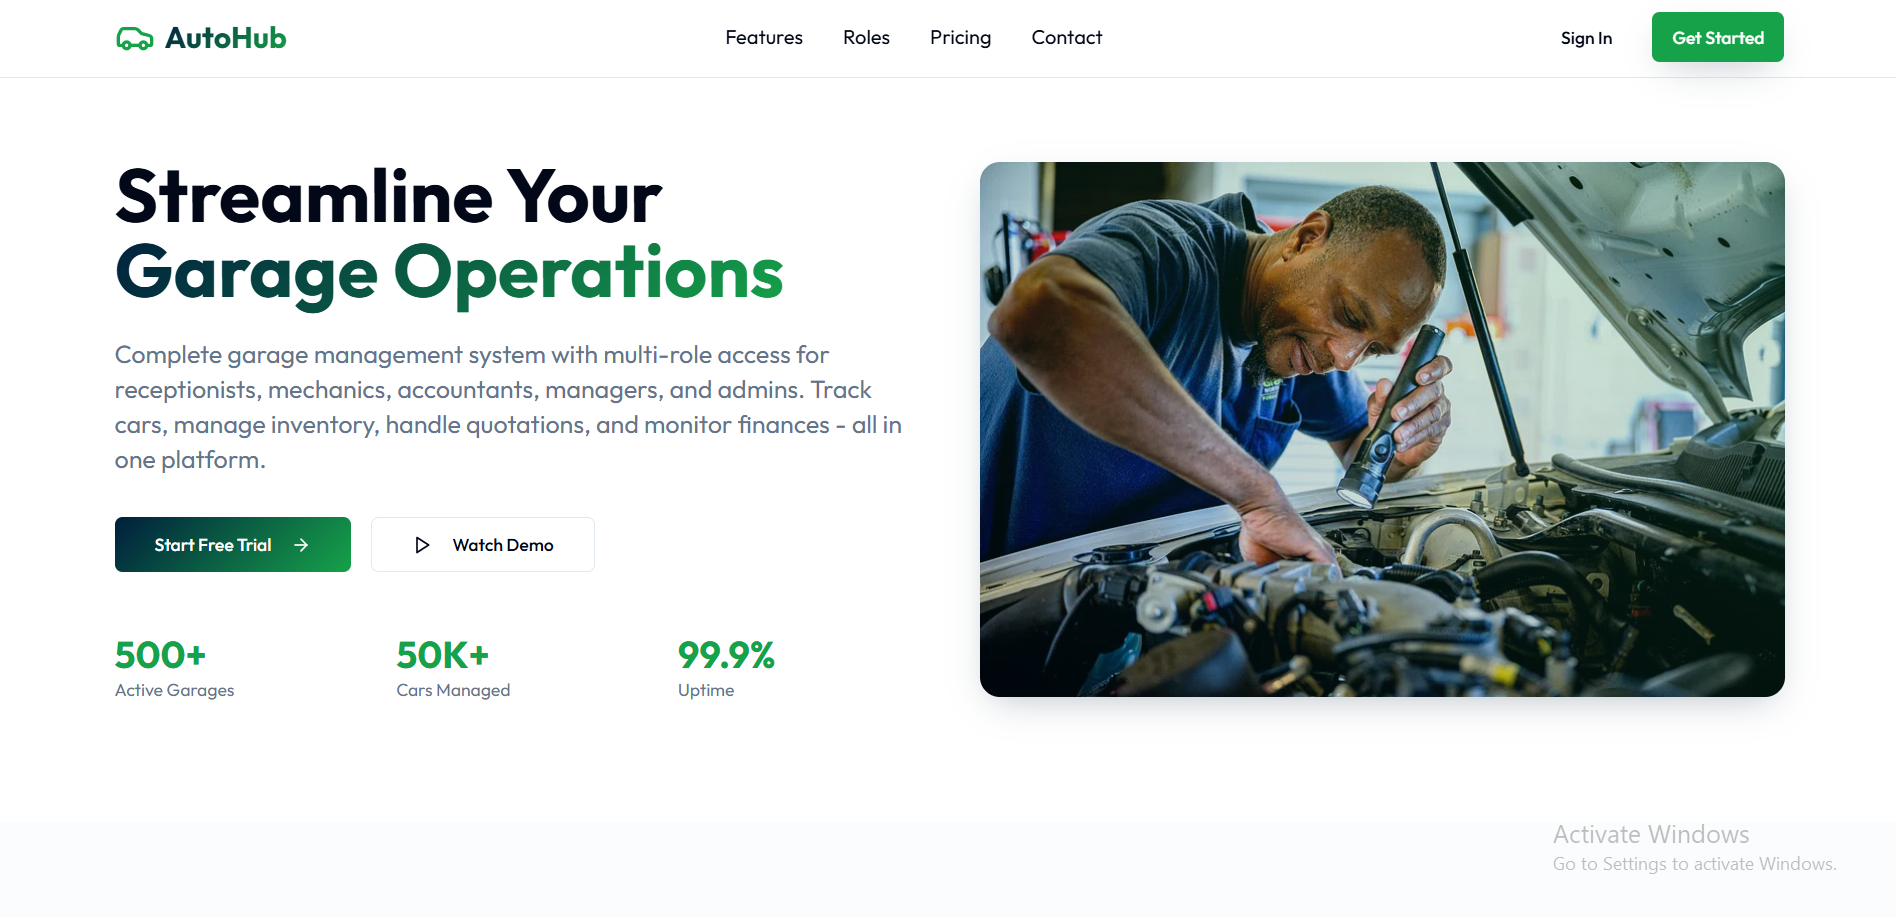 AutoHub
Features
Roles
Pricing
Contact
Sign In
Get Started
Streamline Your
Garage Operations
Complete garage management system with multi-role access for
receptionists, mechanics, accountants, managers, and admins. Track
cars, manage inventory, handle quotations, and monitor finances - all in
one platform.
Start Free Trial
Watch Demo
500+
Active Garages
50K+
Cars Managed
99.9%
Uptime
Activate Windows
Go to Settings to activate Windows.